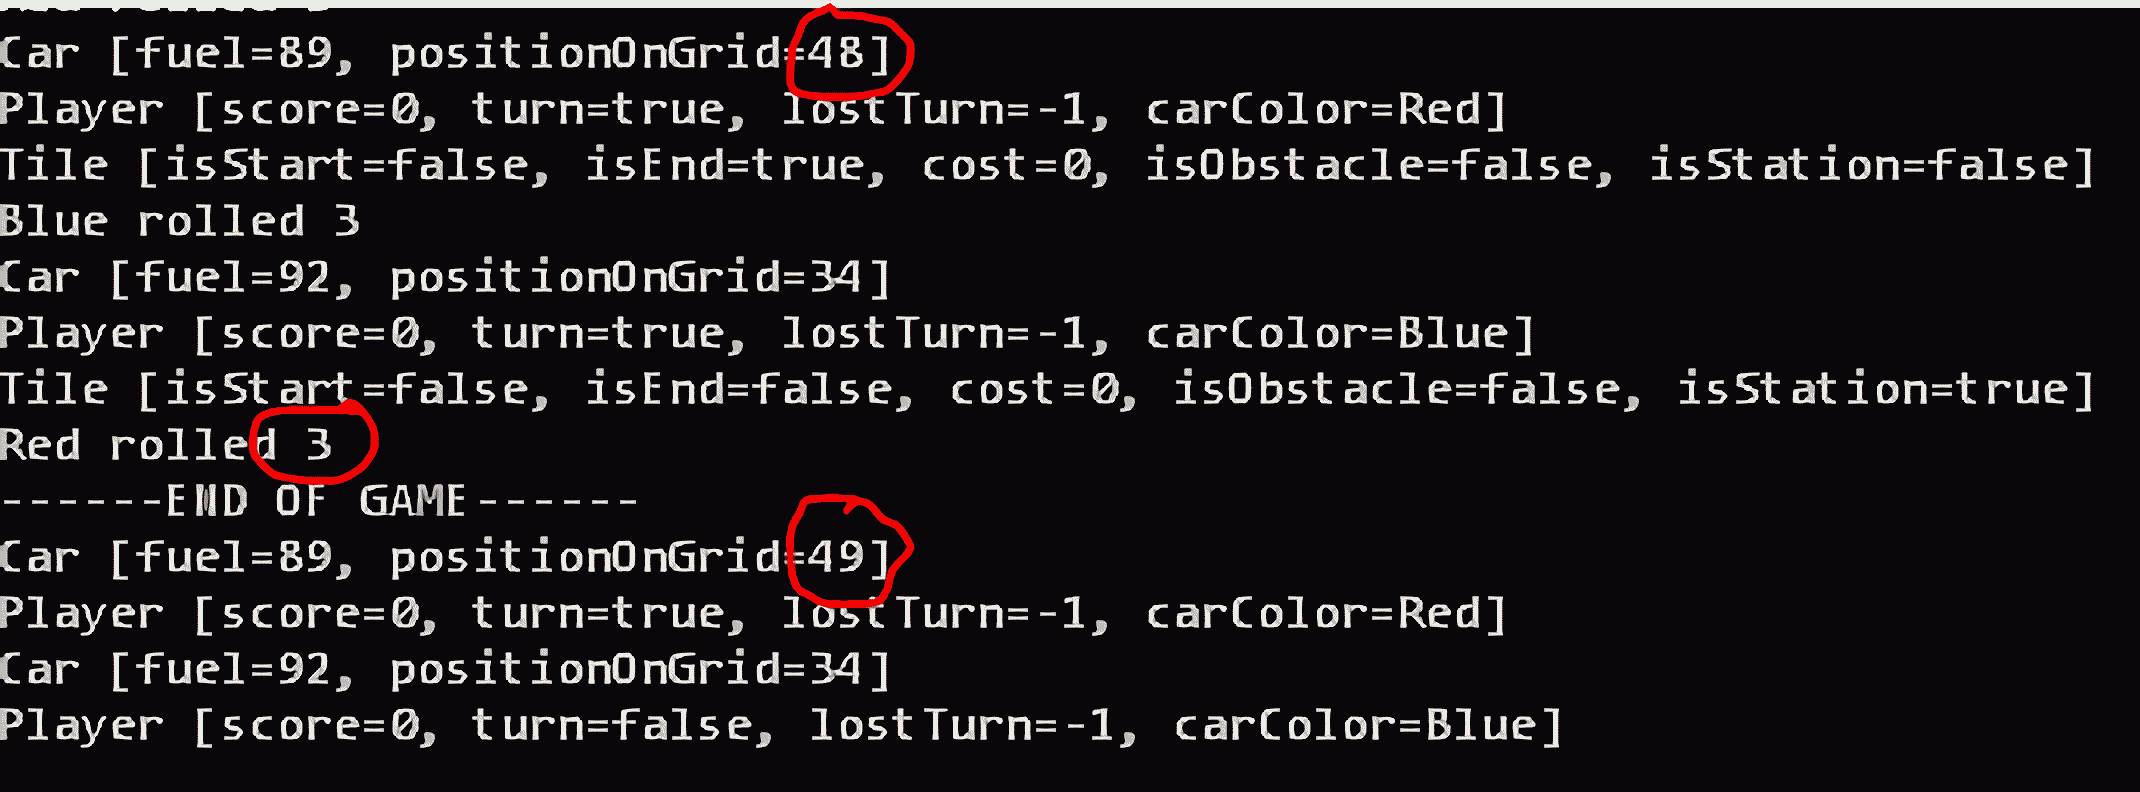 Car [fuel=89, positionOnGrid=48]
Player [score=0, turn=true, lostTurn=-1, carColor=Red]
Tile [isStart=false, isEnd=true, cost=0, isObstacle=false, isStation=false]
Blue rolled 3
Car [fuel=92, positionOnGrid=34]
Player [score=0, turn=true, lostTurn=-1, carColor=Blue]
Tile [isStart=false, isEnd=false, cost=0, isObstacle=false, isStation=true]
Red rolled 3
------END OF GAME------
Car [fuel=89, positionOnGrid=49]
Player [score=0, turn=true, lostTurn=-1, carColor=Red]
Car [fuel=92, positionOnGrid=34]
Player [score=0, turn=false, lostTurn=-1, carColor=Blue]